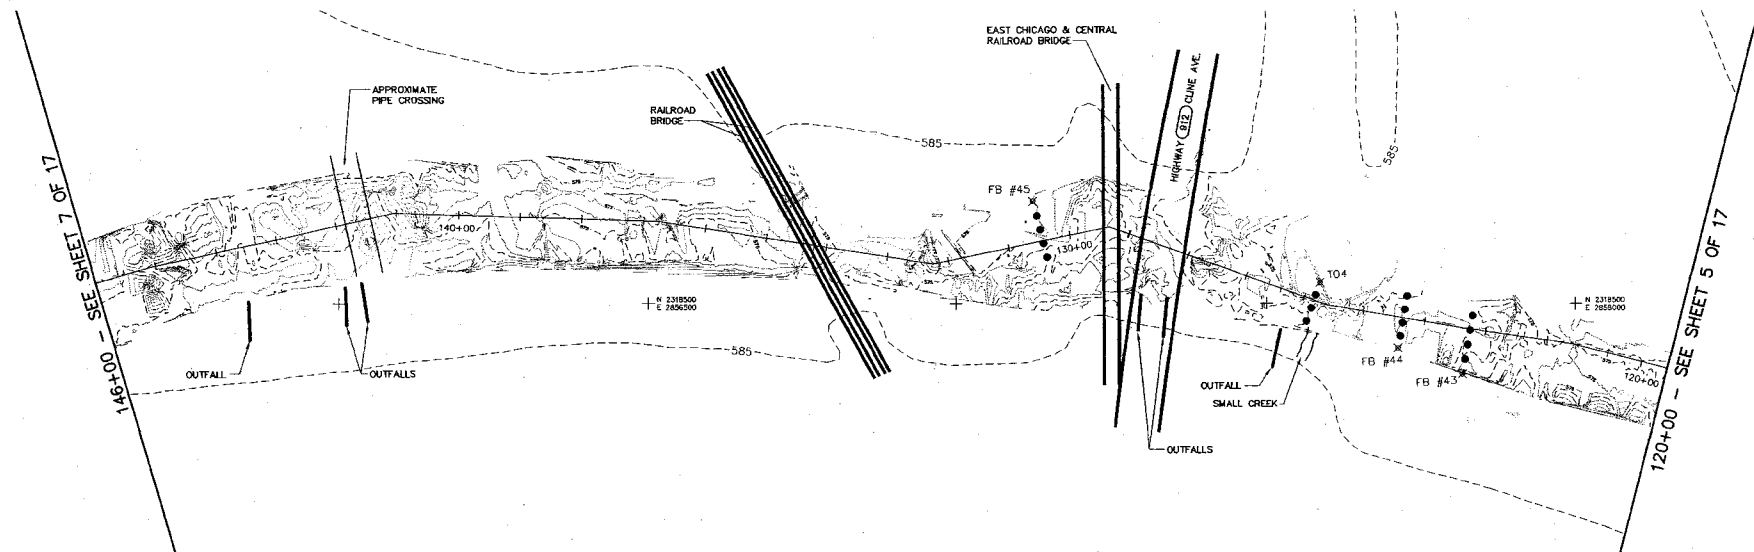 EAST CHICAGO & CENTRAL
RAILROAD BRIDGE
HIGHWAY 912 CLINE AVE.
APPROXIMATE
PIPE CROSSING
RAILROAD
BRIDGE
585
585
146+00 - SEE SHEET 7 OF 17
FB #45
140+00
130+00
T04
N 2318500
E 2856500
N 2318500
E 2858000
120+00 - SEE SHEET 5 OF 17
585
OUTFALL
OUTFALLS
FB #44
FB #43
120+00
OUTFALL
SMALL CREEK
OUTFALLS